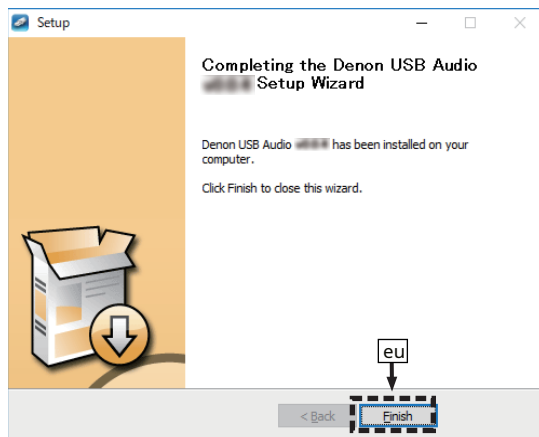 Setup
Completing the Denon USB Audio
Setup Wizard
Denon USB Audio has been installed on your
computer.
Click Finish to close this wizard.
eu
< Back Finish